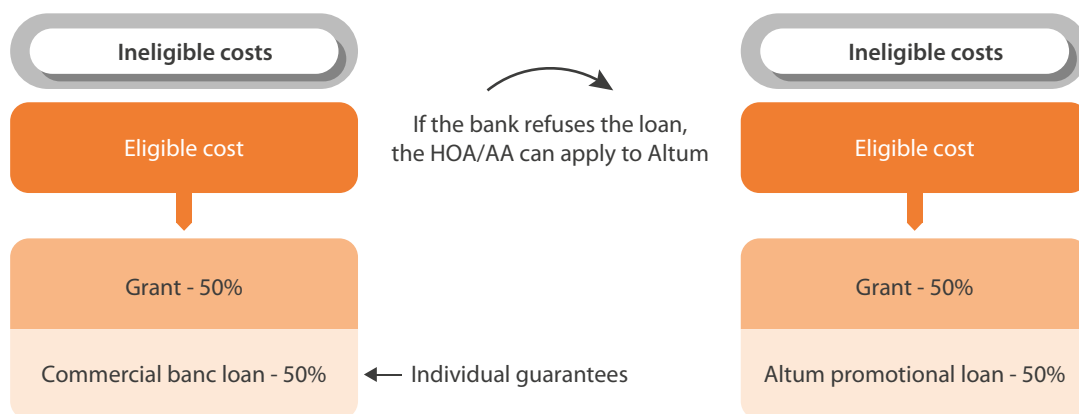 Ineligible costs
Eligible cost
Grant - 50%
Commercial banc loan - 50%
If the bank refuses the loan,
the HOA/AA can apply to Altum
Individual guarantees
Ineligible costs
Eligible cost
Grant - 50%
Altum promotional loan - 50%